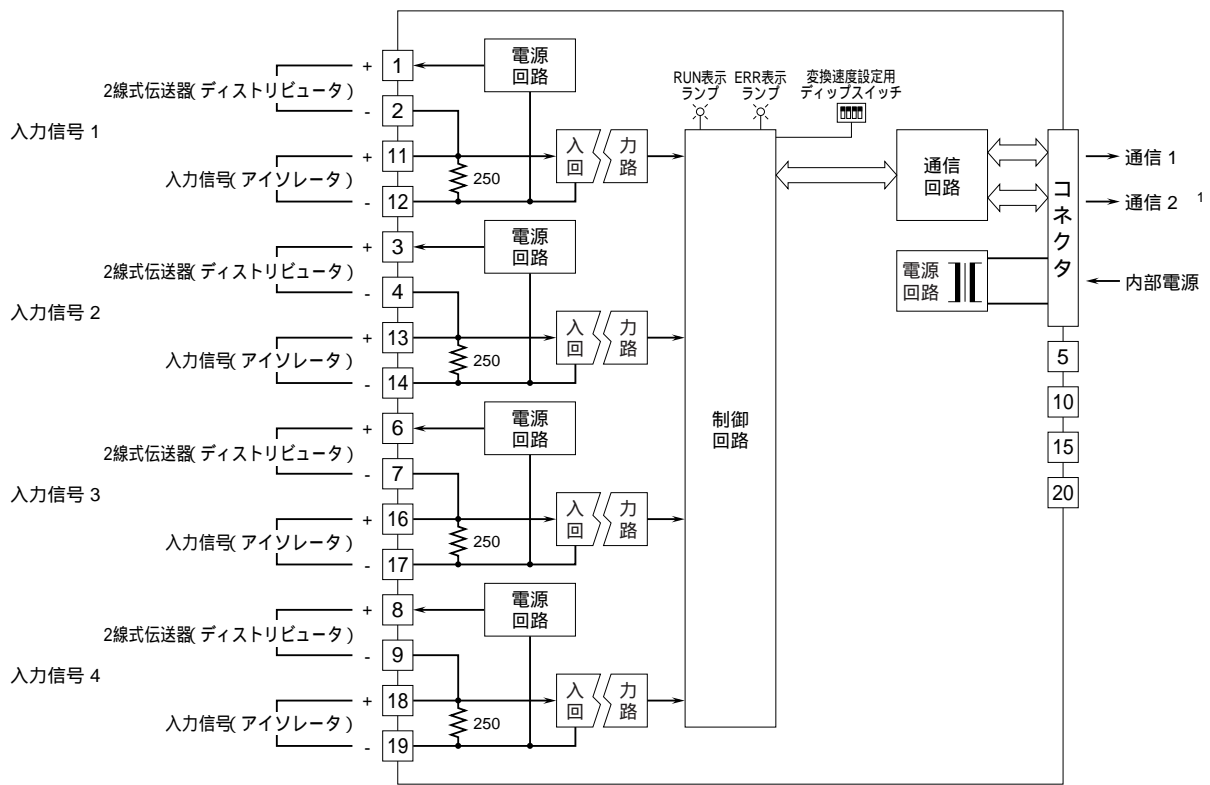 入力信号 1
2線式伝送器(ディストリビュータ)
+ 1
- 2
入力信号(アイソレータ)
+ 11
- 12
250
電源
回路
入 力
回 路
入力信号 2
2線式伝送器(ディストリビュータ)
+ 3
- 4
入力信号(アイソレータ)
+ 13
- 14
250
電源
回路
入 力
回 路
入力信号 3
2線式伝送器(ディストリビュータ)
+ 6
- 7
入力信号(アイソレータ)
+ 16
- 17
250
電源
回路
入 力
回 路
入力信号 4
2線式伝送器(ディストリビュータ)
+ 8
- 9
入力信号(アイソレータ)
+ 18
- 19
250
電源
回路
入 力
回 路
RUN表示
ランプ
ERR表示
ランプ
変換速度設定用
ディップスイッチ
制御
回路
通信
回路
電源
回路
コネクタ
通信 1
通信 2 1
内部電源
5
10
15
20